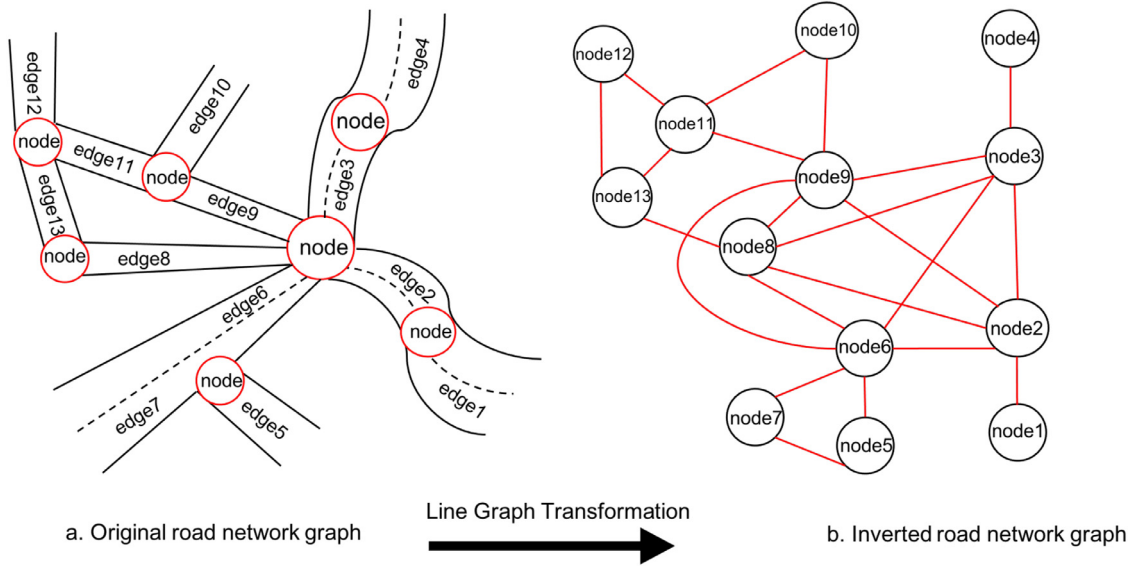 edge12
edge10
edge4
node
node
edge11
node
edge3
edge13
edge9
node
node
edge8
edge2
edge6
node
node
edge7
edge5
edge1
a. Original road network graph
Line Graph Transformation
node10
node4
node12
node11
node3
node9
node13
node8
node2
node6
node7
node5
node1
b. Inverted road network graph